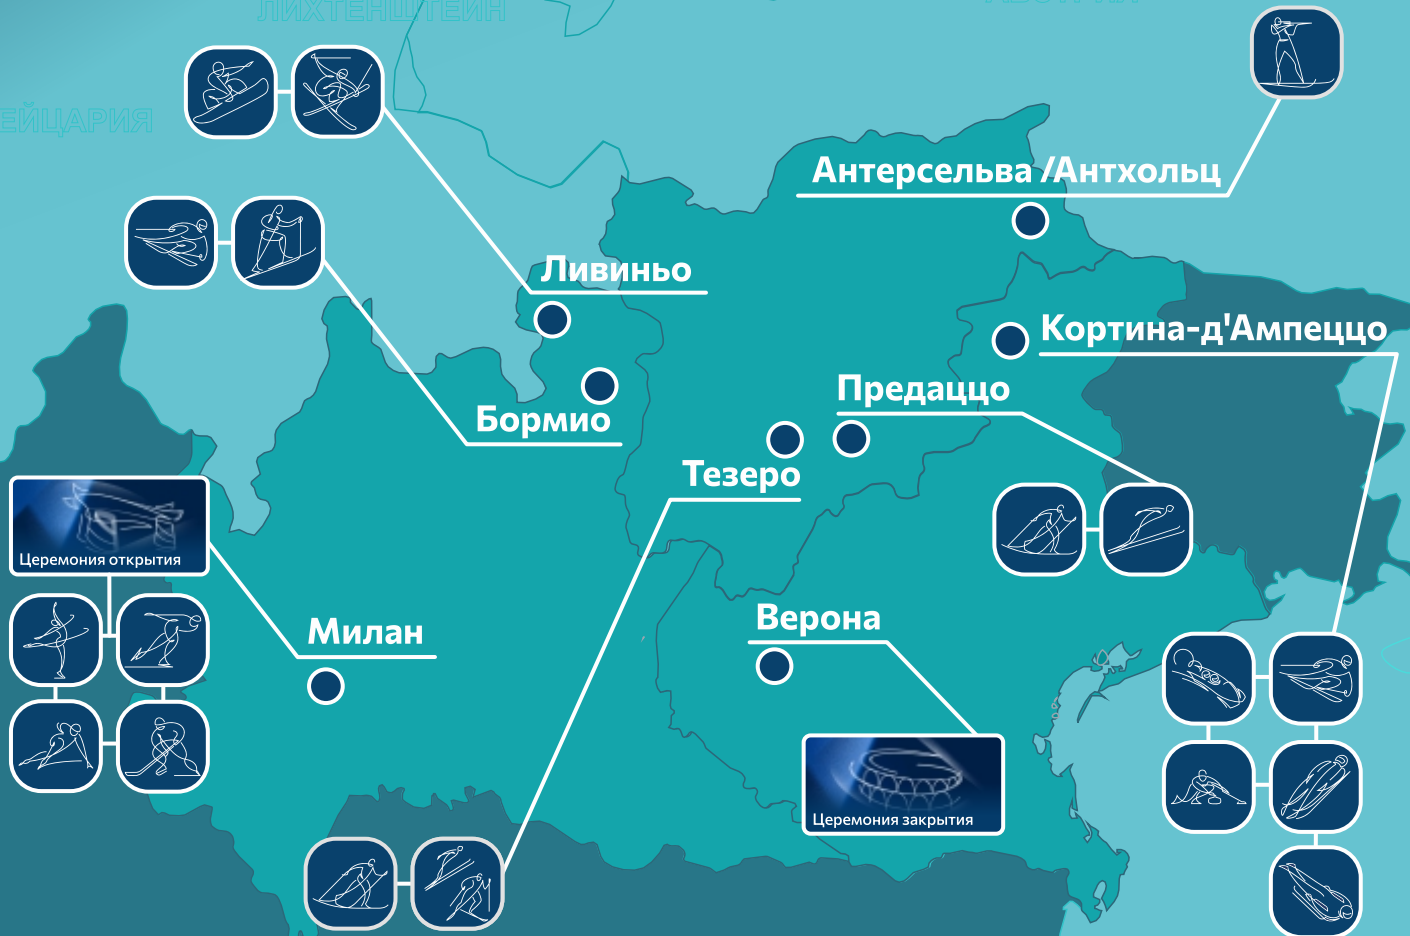 ЛИХТЕНШТЕЙН
ЕЙЦАРИЯ
Антерсельва /Антхольц
Ливиньо
Кортина-д'Ампеццо
Предаццо
Бормио
Тезеро
Церемония открытия
Милан
Верона
Церемония закрытия